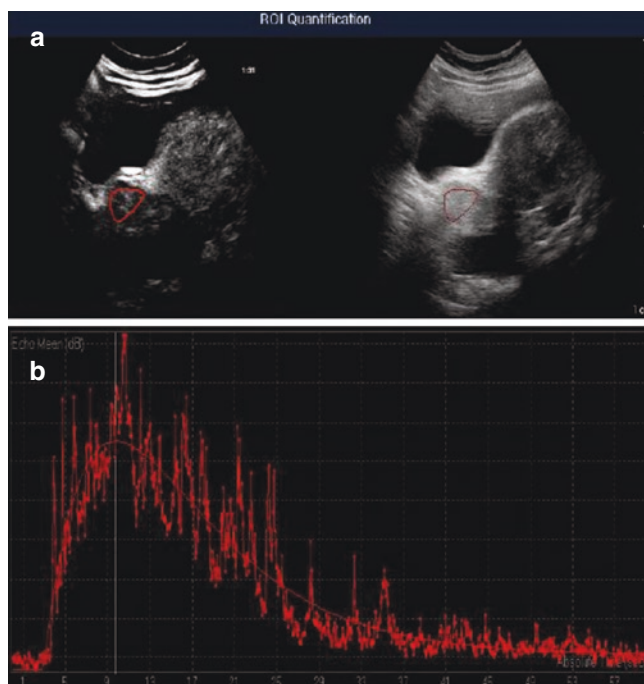 ROI Quantification
a
b
Echo Mean (dB)
1 5 9 13 17 21 25 29 33 37 41 45 49 53 57